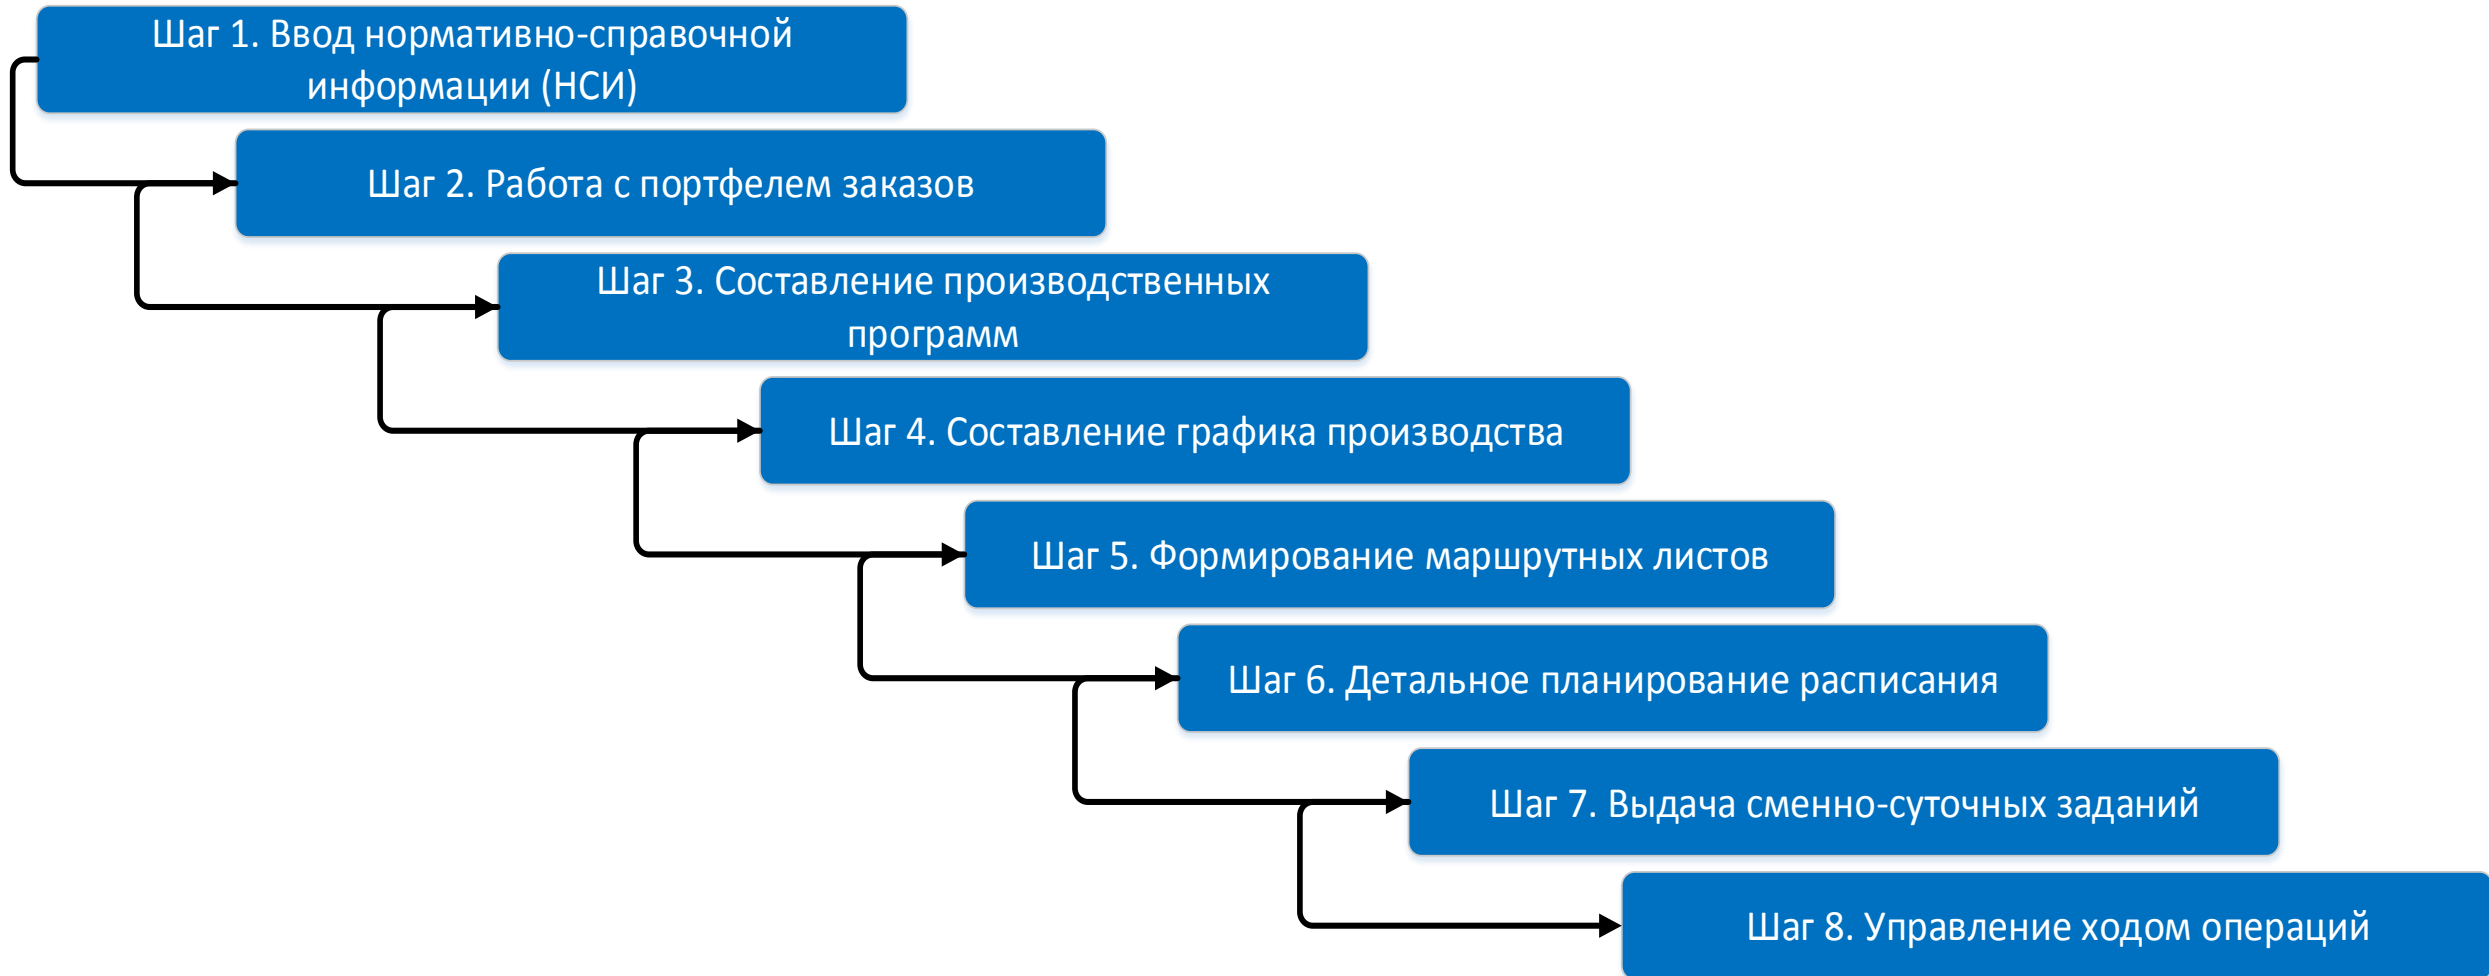 Шаг 1. Ввод нормативно-справочной
информации (НСИ)
Шаг 2. Работа с портфелем заказов
Шаг 3. Составление производственных
программ
Шаг 4. Составление графика производства
Шаг 5. Формирование маршрутных листов
Шаг 6. Детальное планирование расписания
Шаг 7. Выдача сменно-суточных заданий
Шаг 8. Управление ходом операций